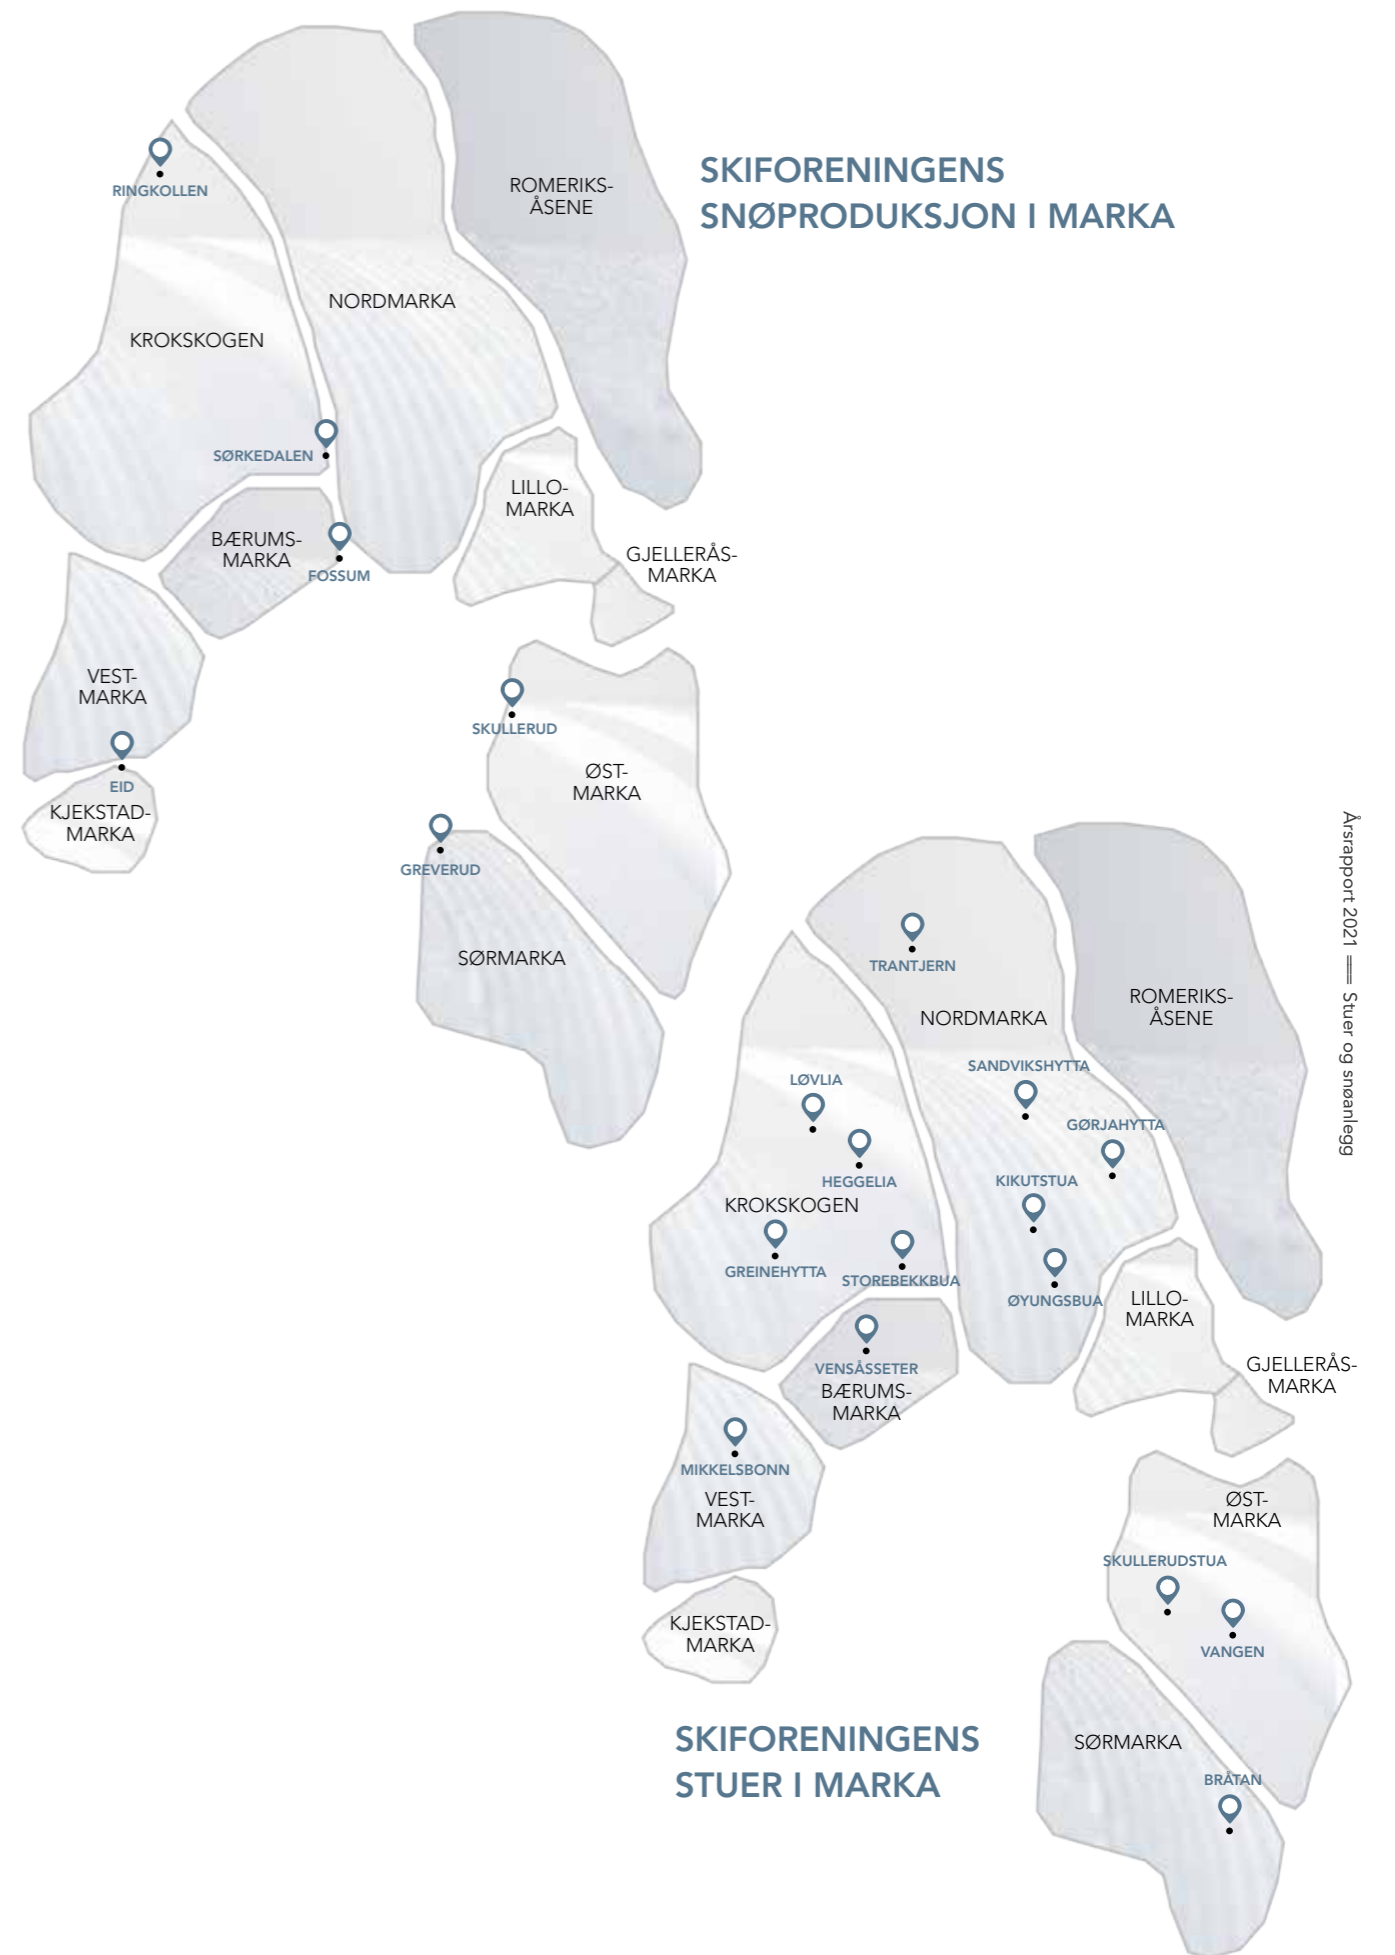 SKIFORENINGENS
SNØPRODUKSJON I MARKA
ROMERIKS-
ÅSENE
RINGKOLLEN
NORDMARKA
KROKSKOGEN
SØRKEDALEN
LILLO-
MARKA
BÆRUMS-
MARKA
GJELLERÅS-
MARKA
FOSSUM
VEST-
MARKA
SKULLERUD
EID
ØST-
MARKA
KJEKSTAD-
MARKA
GREVERUD
SØRMARKA
Årsrapport 2021 — Stuer og snøanlegg
TRANTJERN
ROMERIKS-
ÅSENE
NORDMARKA
SANDVIKSHYTTA
LØVLIA
GØRJAHYTTA
HEGGELIA
KIKUTSTUA
KROKSKOGEN
GREINEHYTTA
STOREBEKKBUA
ØYUNGSBUA
LILLO-
MARKA
VENSÅSSETER
BÆRUMS-
MARKA
GJELLERÅS-
MARKA
MIKKELSBONN
VEST-
MARKA
ØST-
MARKA
SKULLERUDSTUA
VANGEN
KJEKSTAD-
MARKA
SKIFORENINGENS
STUER I MARKA
SØRMARKA
BRÅTAN